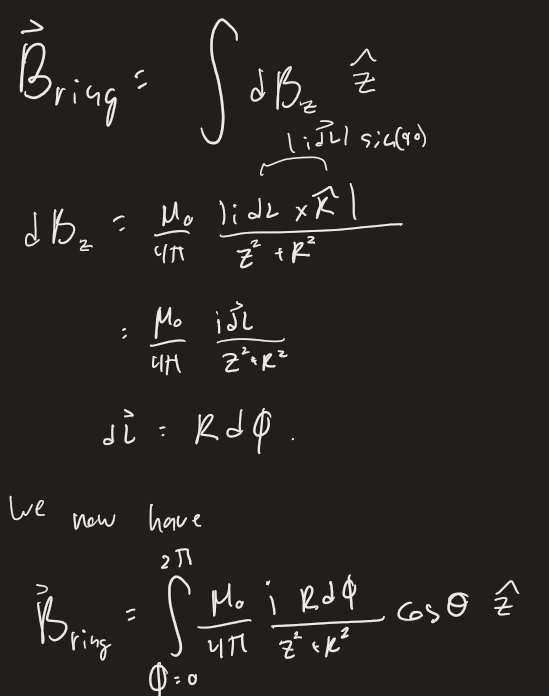 \vec{B}_{ring} = \int dB_z \hat{z}
|i\vec{dL}| sin(90)
dB_z = \frac{\mu_0}{4\pi} \frac{|i dL \times \hat{r}|}{z^2 + R^2}
= \frac{\mu_0}{4\pi} \frac{i\vec{dL}}{z^2 + R^2}
d\vec{L} = R d\phi .
We now have
\vec{B}_{ring} = \int_{\phi=0}^{2\pi} \frac{\mu_0}{4\pi} \frac{i R d\phi}{z^2 + R^2} cos\theta \hat{z}